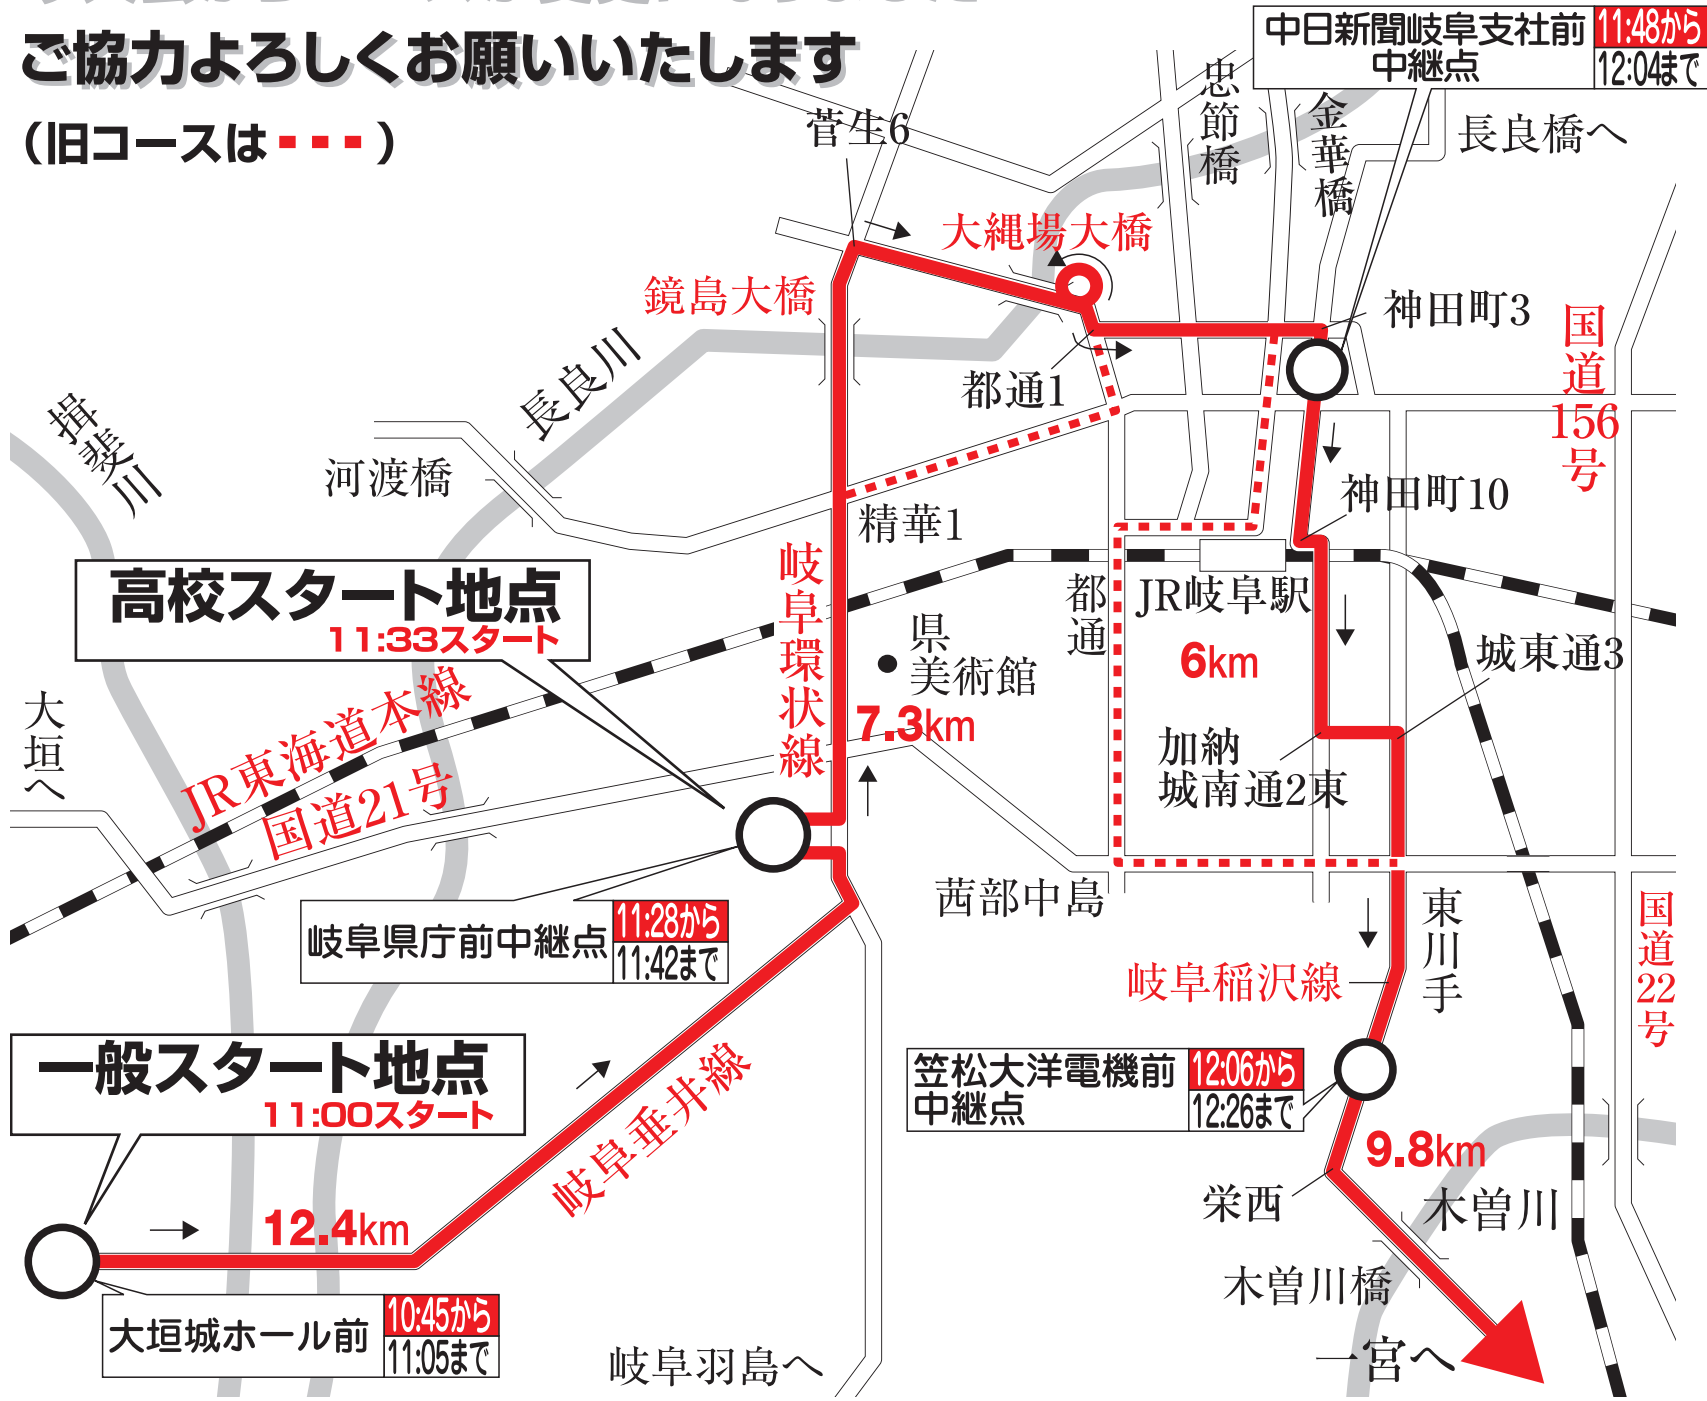 ご協力よろしくお願いいたします
(旧コースは ---)
中日新聞岐阜支社前
中継点
11:48から
12:04まで
忠節橋
金華橋
長良橋へ
菅生6
大縄場大橋
鏡島大橋
神田町3
国道
156
号
都通1
長良川
揖斐川
河渡橋
神田町10
精華1
岐阜環状線
都通
JR岐阜駅
高校スタート地点
11:33スタート
県
美術館
6km
城東通3
大垣へ
JR東海道本線
7.3km
加納
城南通2東
国道21号
茜部中島
東川手
国道
22
号
岐阜県庁前中継点
11:28から
11:42まで
岐阜稲沢線
一般スタート地点
11:00スタート
笠松大洋電機前
中継点
12:06から
12:26まで
岐阜垂井線
9.8km
栄西
木曽川
12.4km
木曽川橋
大垣城ホール前
10:45から
11:05まで
岐阜羽島へ
一宮へ